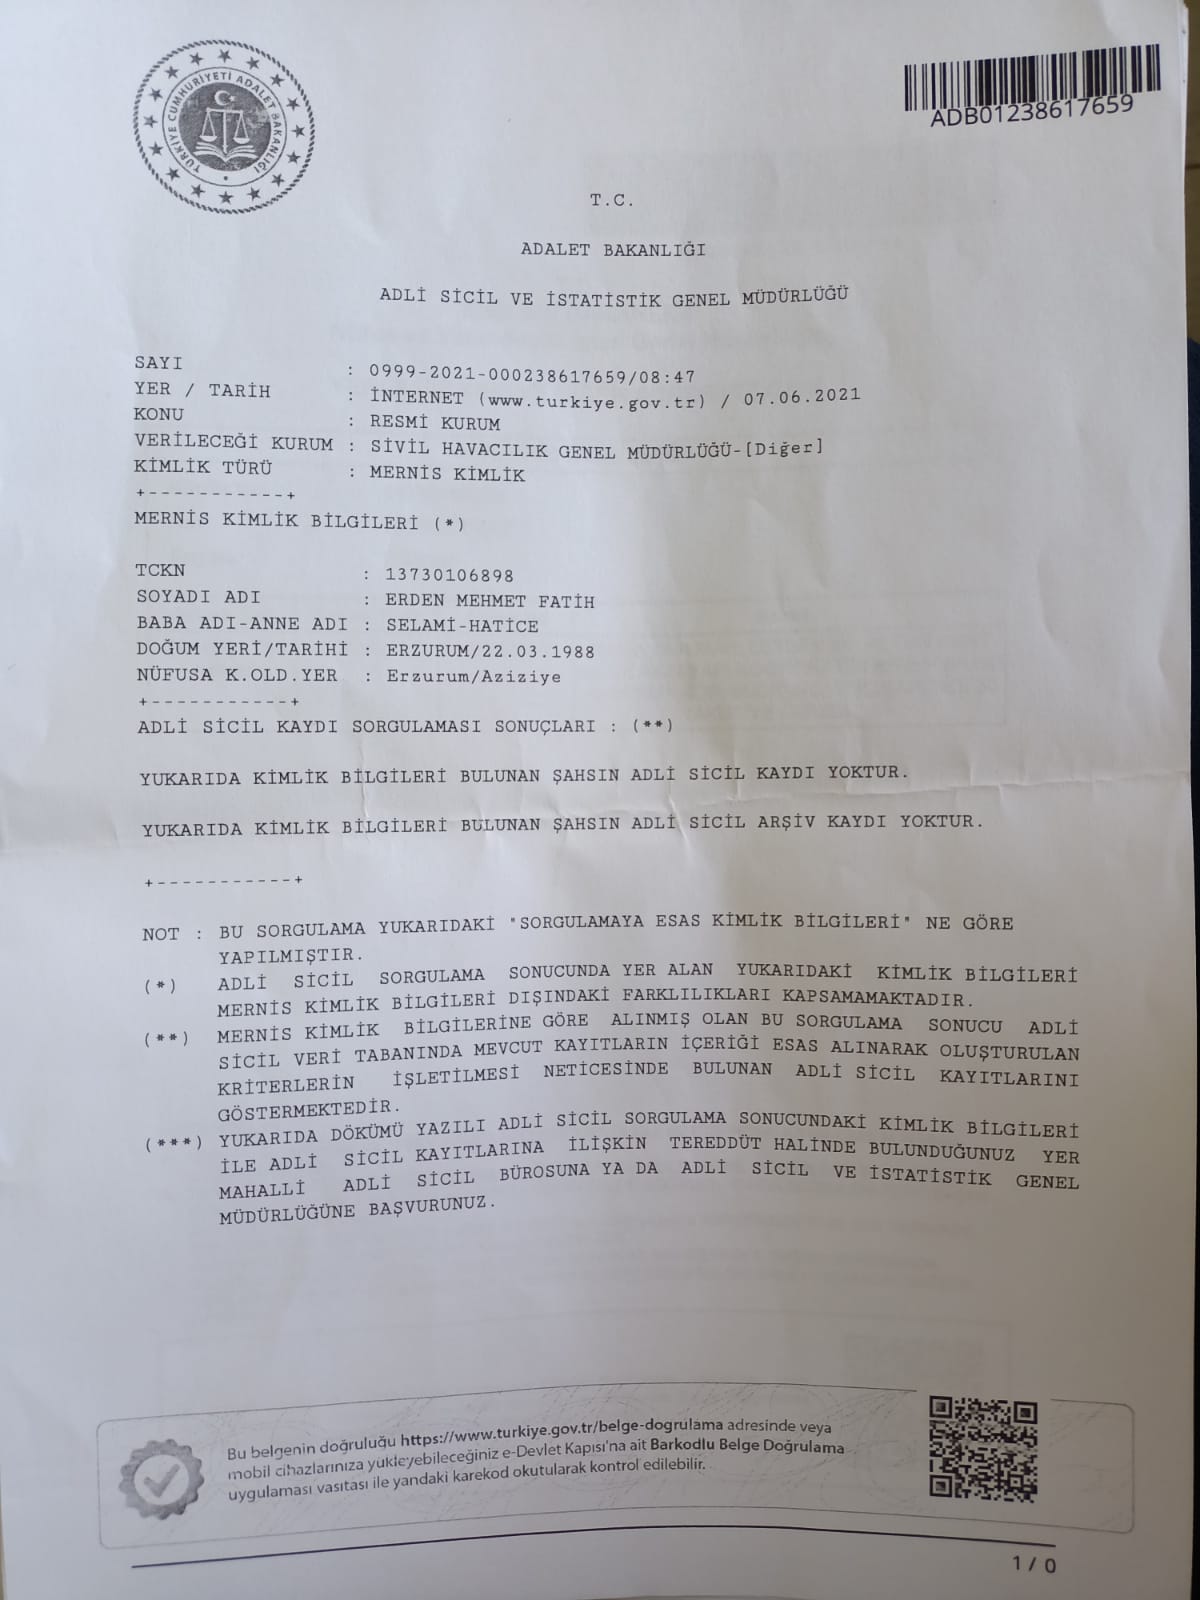 TÜRKİYE CUMHURİYETİ ADALET BAKANLIĞI
ADB01238617659
T.C.
ADALET BAKANLIĞI
ADLİ SİCİL VE İSTATİSTİK GENEL MÜDÜRLÜĞÜ
SAYI : 0999-2021-000238617659/08:47
YER / TARİH : İNTERNET (www.turkiye.gov.tr) / 07.06.2021
KONU : RESMİ KURUM
VERİLECEĞİ KURUM : SİVİL HAVACILIK GENEL MÜDÜRLÜĞÜ-[Diğer]
KİMLİK TÜRÜ : MERNİS KİMLİK
+-----------+
MERNİS KİMLİK BİLGİLERİ (*)
TCKN : 13730106898
SOYADI ADI : ERDEN MEHMET FATİH
BABA ADI-ANNE ADI : SELAMİ-HATİCE
DOĞUM YERİ/TARİHİ : ERZURUM/22.03.1988
NÜFUSA K.OLD.YER : Erzurum/Aziziye
+-----------+
ADLİ SİCİL KAYDI SORGULAMASI SONUÇLARI : (**)
YUKARIDA KİMLİK BİLGİLERİ BULUNAN ŞAHSIN ADLİ SİCİL KAYDI YOKTUR.
YUKARIDA KİMLİK BİLGİLERİ BULUNAN ŞAHSIN ADLİ SİCİL ARŞİV KAYDI YOKTUR.
+-----------+
NOT : BU SORGULAMA YUKARIDAKİ "SORGULAMAYA ESAS KİMLİK BİLGİLERİ" NE GÖRE
YAPILMIŞTIR.
(*) ADLİ SİCİL SORGULAMA SONUCUNDA YER ALAN YUKARIDAKİ KİMLİK BİLGİLERİ
MERNİS KİMLİK BİLGİLERİ DIŞINDAKİ FARKLILIKLARI KAPSAMAMAKTADIR.
(**) MERNİS KİMLİK BİLGİLERİNE GÖRE ALINMIŞ OLAN BU SORGULAMA SONUCU ADLİ
SİCİL VERİ TABANINDA MEVCUT KAYITLARIN İÇERİĞİ ESAS ALINARAK OLUŞTURULAN
KRİTERLERİN İŞLETİLMESİ NETİCESİNDE BULUNAN ADLİ SİCİL KAYITLARINI
GÖSTERMEKTEDİR.
(***) YUKARIDA DÖKÜMÜ YAZILI ADLİ SİCİL SORGULAMA SONUCUNDAKİ KİMLİK BİLGİLERİ
İLE ADLİ SİCİL KAYITLARINA İLİŞKİN TEREDDÜT HALİNDE BULUNDUĞUNUZ YER
MAHALLİ ADLİ SİCİL BÜROSUNA YA DA ADLİ SİCİL VE İSTATİSTİK GENEL
MÜDÜRLÜĞÜNE BAŞVURUNUZ.
Bu belgenin doğruluğu https://www.turkiye.gov.tr/belge-dogrulama adresinde veya
mobil cihazlarınıza yükleyebileceğiniz e-Devlet Kapısı'na ait Barkodlu Belge Doğrulama
uygulaması vasıtası ile yandaki karekod okutularak kontrol edilebilir.
1 / 0